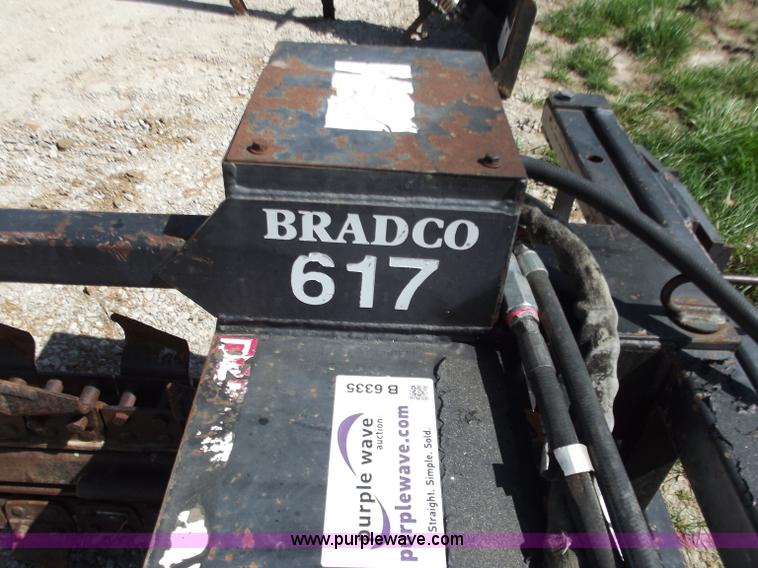 BRADCO
617
B 6335
purple wave
auction
purplewave.com
Straight. Simple. Sold.
www.purplewave.com